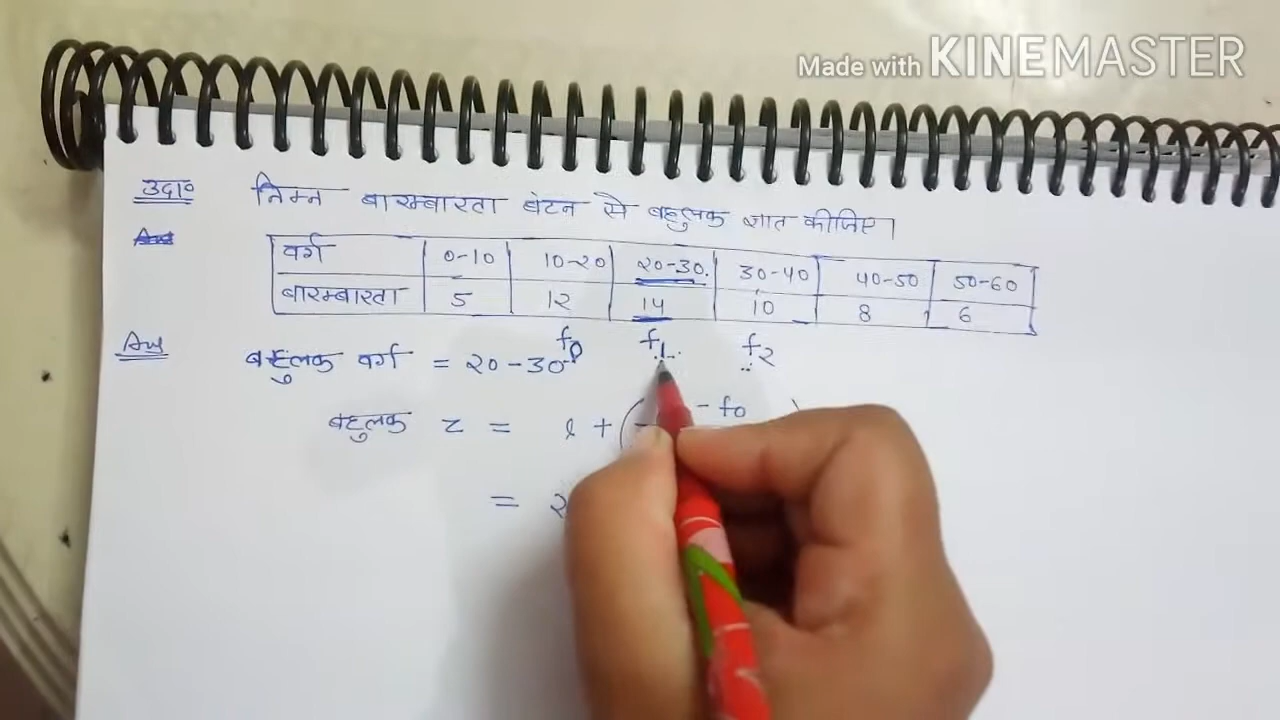 Made with KINEMASTER
उदा०
निम्न बारम्बारता बंटन से बहुलक ज्ञात कीजिए।
वर्ग 0-10 10-20 20-30. 30-40 40-50 50-60
बारम्बारता 5 12 14 10 8 6
Ans f0 f1 f2
बहुलक वर्ग = 20-30
बहुलक z = l + ( - f0 )
= 2